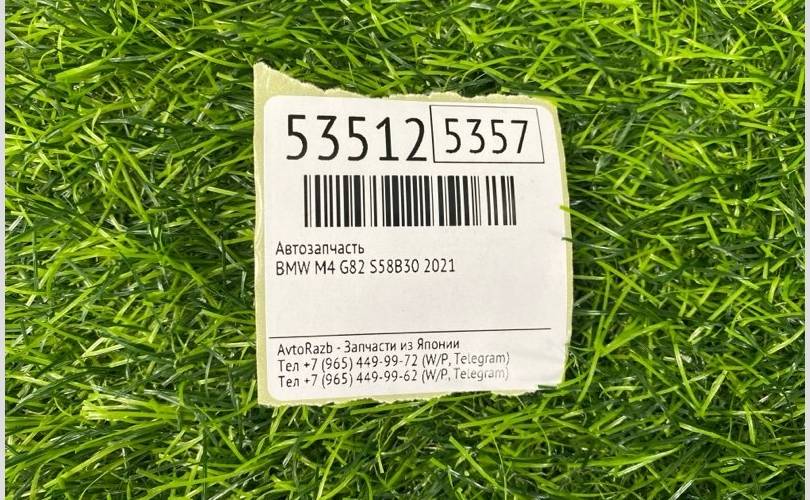 53512 5357
Автозапчасть
BMW M4 G82 S58B30 2021
AvtoRazb - Запчасти из Японии
Тел +7 (965) 449-99-72 (W/P, Telegram)
Тел +7 (965) 449-99-62 (W/P, Telegram)